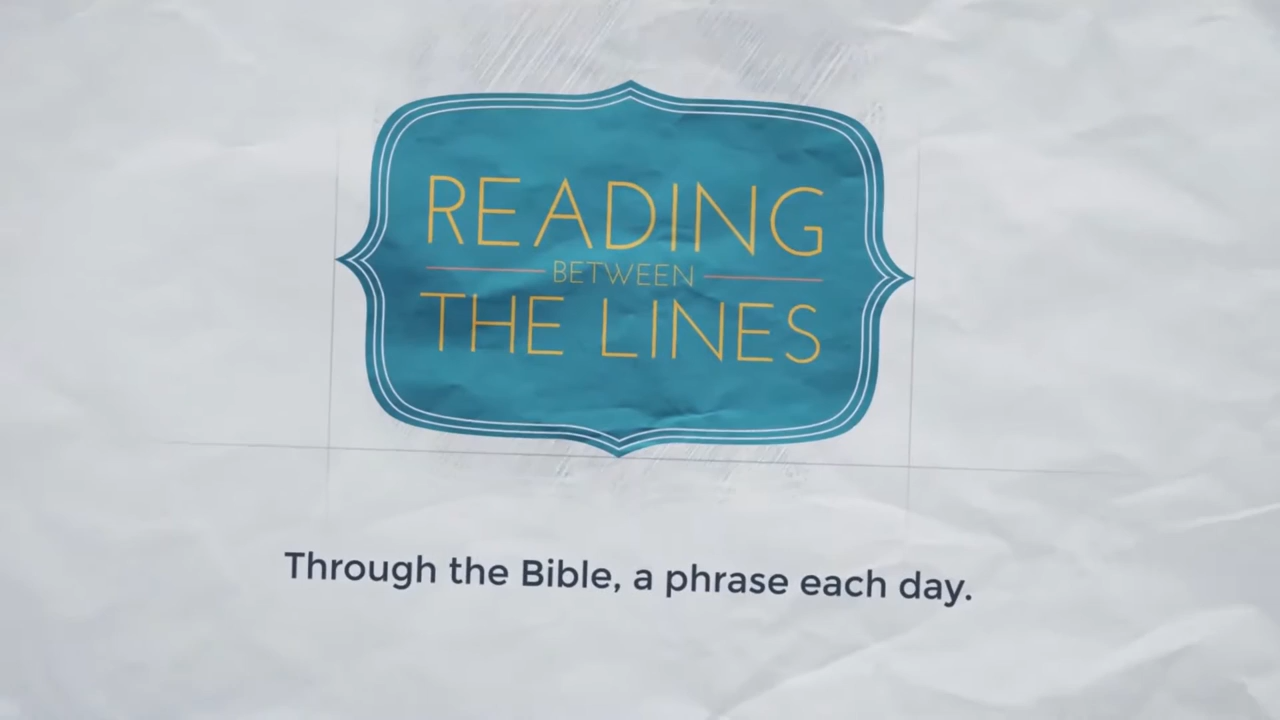 READING
BETWEEN
THE LINES
Through the Bible, a phrase each day.